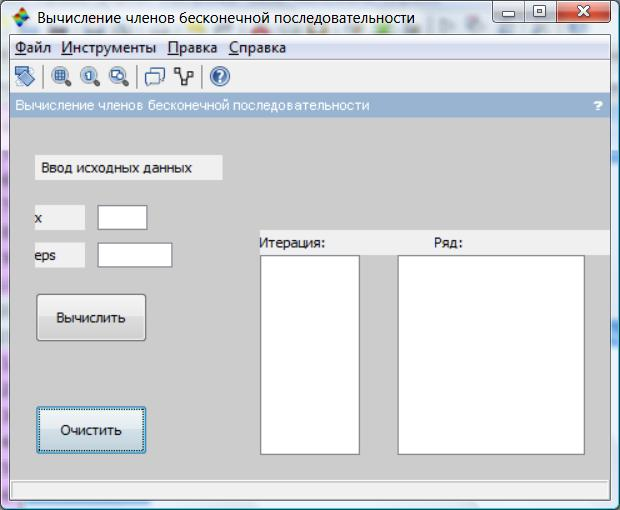 Вычисление членов бесконечной последовательности
Файл Инструменты Правка Справка
Вычисление членов бесконечной последовательности ?
Ввод исходных данных
x
eps
Итерация: Ряд:
Вычислить
Очистить